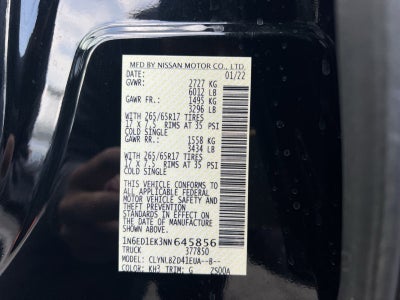 MFD BY NISSAN MOTOR CO., LTD
DATE: 01/22
GVWR: 2727 KG
6012 LB
GAWR FR.: 1495 KG
3296 LB
WITH 265/65R17 TIRES
17 X 7.5 RIMS AT 35 PSI
COLD SINGLE
GAWR RR.: 1558 KG
3434 LB
WITH 265/65R17 TIRES
17 X 7.5 RIMS AT 35 PSI
COLD SINGLE
THIS VEHICLE CONFORMS TO
ALL APPLICABLE FEDERAL
MOTOR VEHICLE SAFETY AND
THEFT PREVENTION
STANDARDS IN EFFECT ON
THE DATE OF MANUFACTURE
SHOWN ABOVE.
1N6ED1EK3NN645856
TRUCK 377850
MODEL:
COLOR: KH3 TRIM: G 2S00A